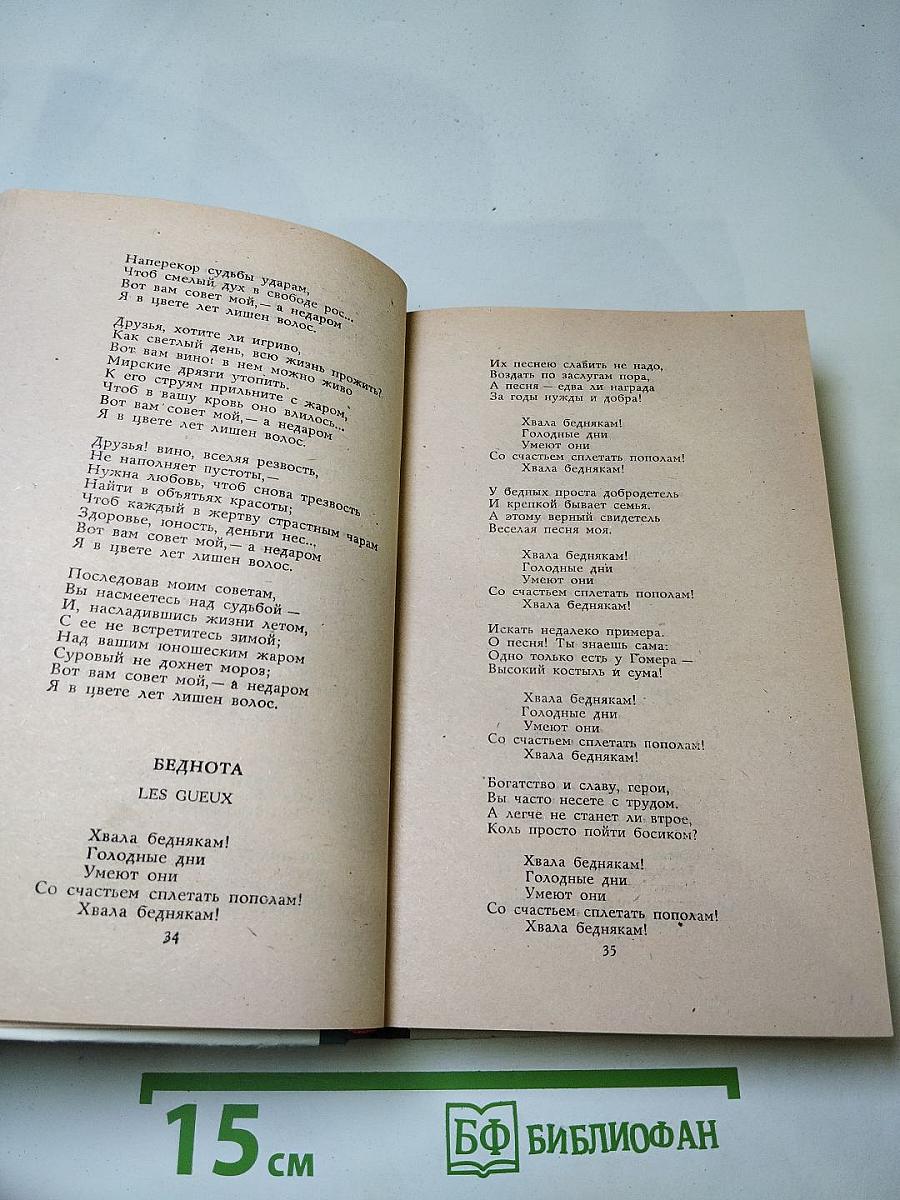 Наперекор судьбы ударам,
Чтоб смелый дух в свободе рос...
Вот вам совет мой,— а недаром
Я в цвете лет лишен волос.
Друзья, хотите ли игриво,
Как светлый день, всю жизнь прожить?
Вот вам вино: в нем можно живо
Мирские дрязги утопить.
К его струям прильните с жаром,
Чтоб в вашу кровь оно влилось...
Вот вам совет мой,— а недаром
Я в цвете лет лишен волос.
Друзья! вино, вселяя резвость,
Не наполняет пустоты,—
Нужна любовь, чтоб снова трезвость
Найти в объятьях красоты;
Чтоб каждый в жертву страстным чарам
Здоровье, юность, деньги нес...
Вот вам совет мой,— а недаром
Я в цвете лет лишен волос.
Последовав моим советам,
Вы насмеетесь над судьбой —
И, насладившись жизни летом,
С ее не встретитесь зимой;
Над вашим юношеским жаром
Суровый не дохнет мороз;
Вот вам совет мой,— а недаром
Я в цвете лет лишен волос.
БЕДНОТА
LES GUEUX
Хвала беднякам!
Голодные дни
Умеют они
Со счастьем сплетать пополам!
Хвала беднякам!
34
Их песнею славить не надо,
Воздать по заслугам пора,
А песня — едва ли награда
За годы нужды и добра!
Хвала беднякам!
Голодные дни
Умеют они
Со счастьем сплетать пополам!
Хвала беднякам!
У бедных проста добродетель
И крепкой бывает семья.
А этому верный свидетель
Веселая песня моя.
Хвала беднякам!
Голодные дни
Умеют они
Со счастьем сплетать пополам!
Хвала беднякам!
Искать недалеко примера.
О песня! Ты знаешь сама:
Одно только есть у Гомера —
Высокий костыль и сума!
Хвала беднякам!
Голодные дни
Умеют они
Со счастьем сплетать пополам!
Хвала беднякам!
Богатство и славу, герои,
Вы часто несете с трудом.
А легче не станет ли втрое,
Коль просто пойти босиком?
Хвала беднякам!
Голодные дни
Умеют они
Со счастьем сплетать пополам!
Хвала беднякам!
35
15 см
БФ БИБЛИОФАН